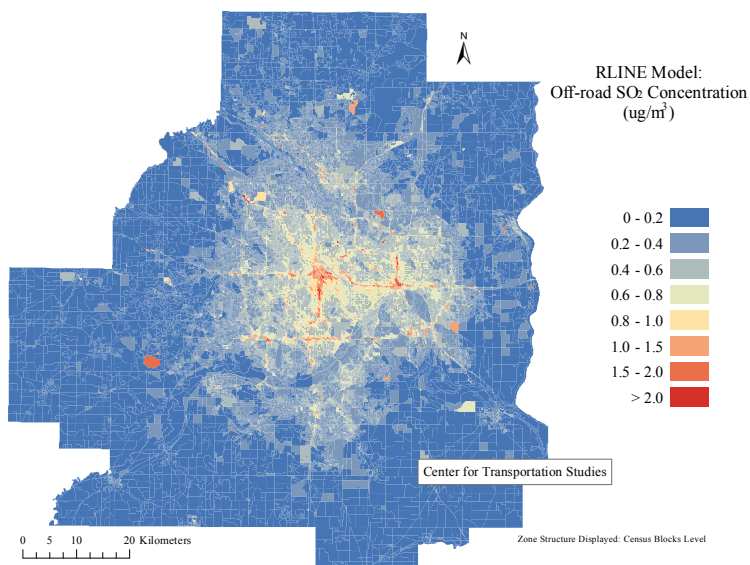 N
RLINE Model:
Off-road SO₂ Concentration
(ug/m³)
0 - 0.2
0.2 - 0.4
0.4 - 0.6
0.6 - 0.8
0.8 - 1.0
1.0 - 1.5
1.5 - 2.0
> 2.0
Center for Transportation Studies
0 5 10 20 Kilometers
Zone Structure Displayed: Census Blocks Level